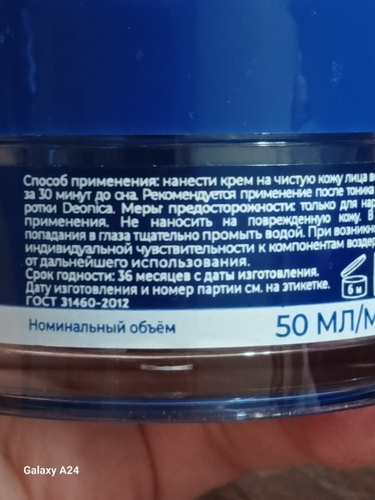 Способ применения: нанести крем на чистую кожу лица
за 30 минут до сна. Рекомендуется применение после тоника
ротки Deonica. Меры предосторожности: только для
применения. Не наносить на поврежденную кожу. В
попадания в глаза тщательно промыть водой. При
индивидуальной чувствительности к компонентам
от дальнейшего использования.
Срок годности: 36 месяцев с даты изготовления.
Дату изготовления и номер партии см. на этикетке.
ГОСТ 31460-2012
6 м
Номинальный объём
50 МЛ/М
Galaxy A24